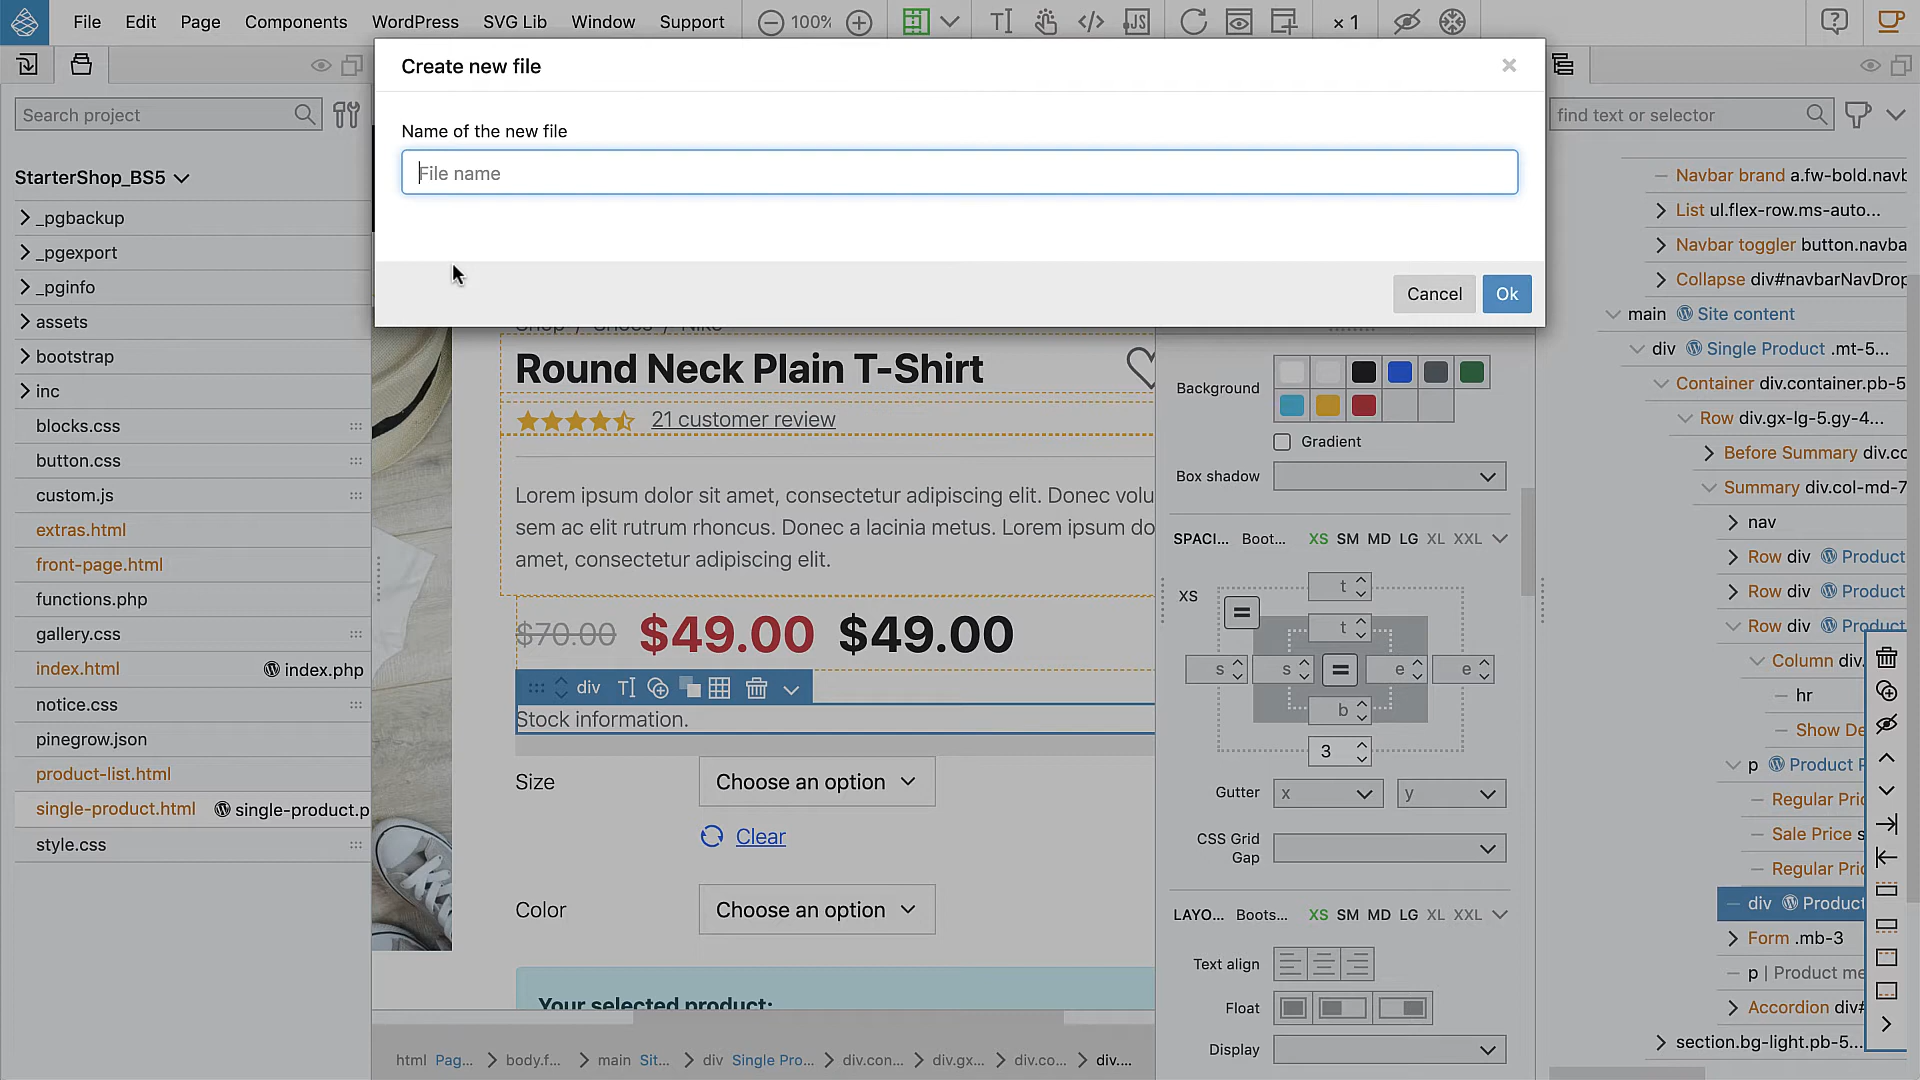 File Edit Page Components WordPress SVG Lib Window Support 100% JS × 1
Create new file
Name of the new file
File name
Cancel Ok
Search project
StarterShop_BS5
_pgbackup
_pgexport
_pginfo
assets
bootstrap
inc
blocks.css
button.css
custom.js
extras.html
front-page.html
functions.php
gallery.css
index.html index.php
notice.css
pinegrow.json
product-list.html
single-product.html single-product.p
style.css
Round Neck Plain T-Shirt
21 customer review
Lorem ipsum dolor sit amet, consectetur adipiscing elit. Donec volu
sem ac elit rutrum rhoncus. Donec a lacinia metus. Lorem ipsum do
amet, consectetur adipiscing elit.
$70.00 $49.00 $49.00
div
Stock information.
Size Choose an option
Clear
Color Choose an option
Your selected product:
html Pag... body.f... main Sit... div Single Pro... div.con... div.gx... div.co... div....
Background
Gradient
Box shadow
SPACI... Boot... XS SM MD LG XL XXL
XS
t
t
s s = e e
b
3
Gutter x y
CSS Grid
Gap
LAYO... Boots... XS SM MD LG XL XXL
Text align
Float
Display
find text or selector
Navbar brand a.fw-bold.navb
List ul.flex-row.ms-auto...
Navbar toggler button.navba
Collapse div#navbarNavDrop
main Site content
div Single Product .mt-5...
Container div.container.pb-5
Row div.gx-lg-5.gy-4...
Before Summary div.co
Summary div.col-md-7
nav
Row div Product
Row div Product
Row div Product
Column div.
hr
Show De
p Product P
Regular Pric
Sale Price s
Regular Pric
div Product
Form .mb-3
p | Product me
Accordion div#
section.bg-light.pb-5...